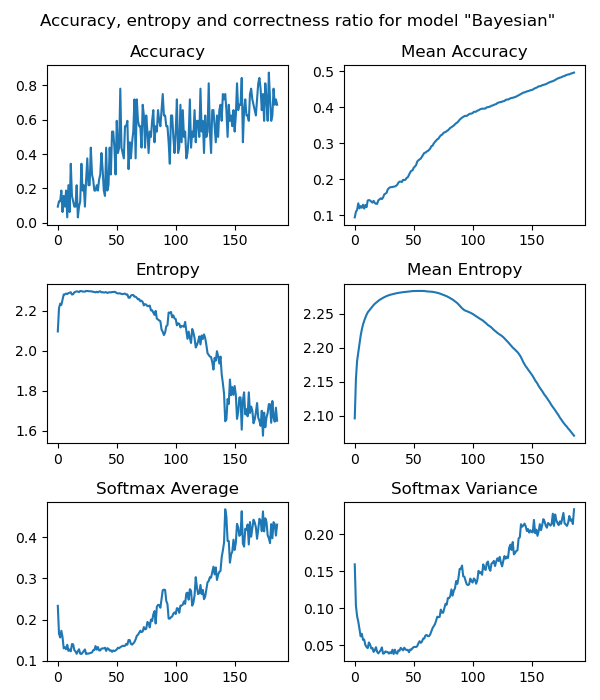 Accuracy, entropy and correctness ratio for model "Bayesian"
Accuracy
0.8
0.6
0.4
0.2
0.0
0 50 100 150
Mean Accuracy
0.5
0.4
0.3
0.2
0.1
0 50 100 150
Entropy
2.2
2.0
1.8
1.6
0 50 100 150
Mean Entropy
2.25
2.20
2.15
2.10
0 50 100 150
Softmax Average
0.4
0.3
0.2
0.1
0 50 100 150
Softmax Variance
0.20
0.15
0.10
0.05
0 50 100 150